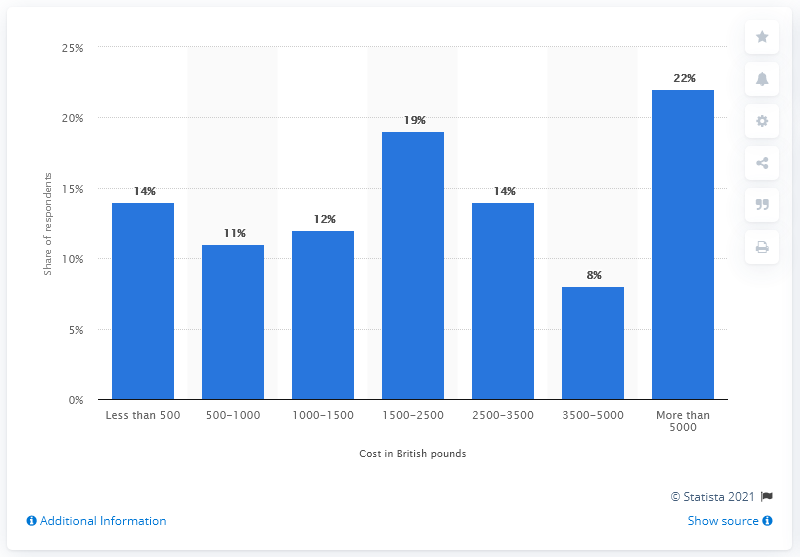 25%
20%
15%
10%
5%
0%
Share of respondents
14%
11%
12%
19%
14%
8%
22%
Less than 500
500–1000
1000–1500
1500–2500
2500–3500
3500–5000
More than
5000
Cost in British pounds
© Statista 2021
Additional Information
Show source